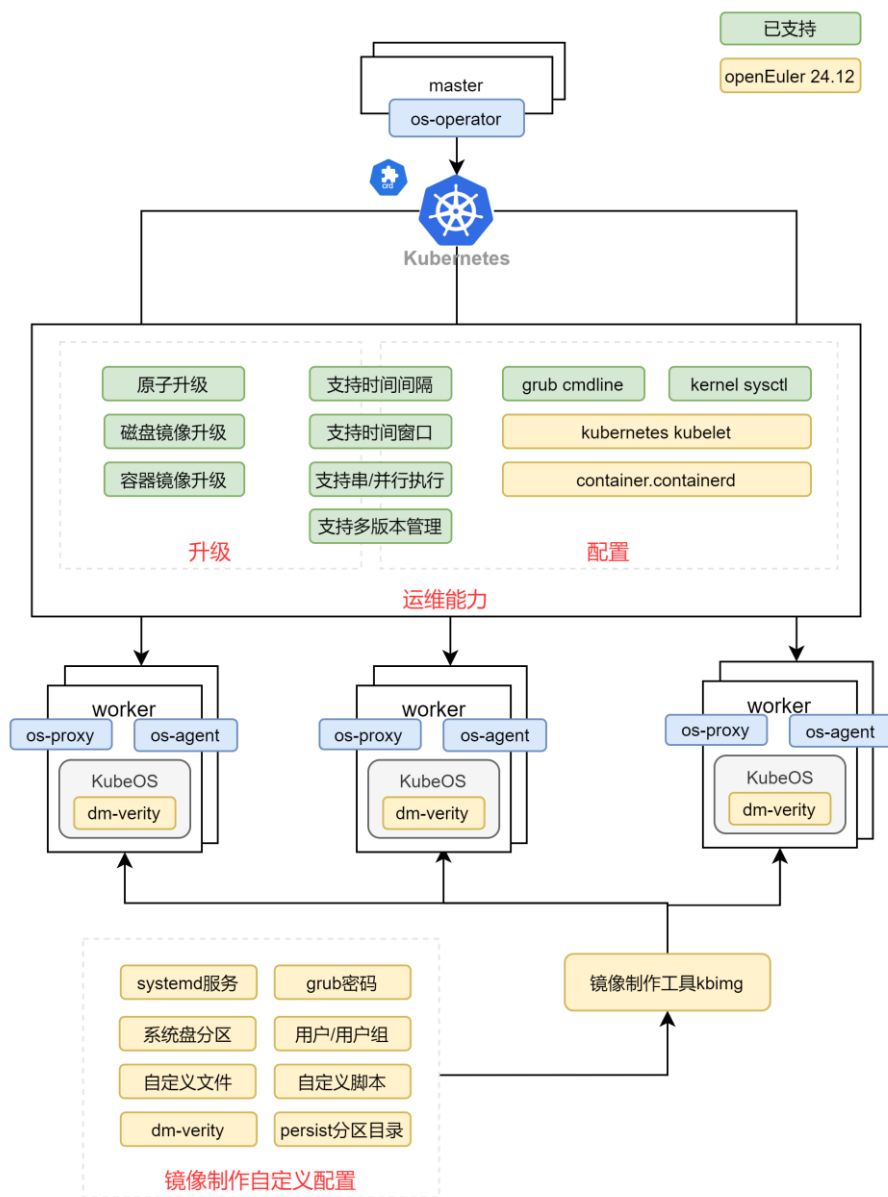 已支持
openEuler 24.12
master
os-operator
crd
Kubernetes
原子升级
磁盘镜像升级
容器镜像升级
支持时间间隔
支持时间窗口
支持串/并行执行
支持多版本管理
grub cmdline
kernel sysctl
kubernetes kubelet
container.containerd
升级
配置
运维能力
worker
os-proxy
os-agent
KubeOS
dm-verity
worker
os-proxy
os-agent
KubeOS
dm-verity
worker
os-proxy
os-agent
KubeOS
dm-verity
systemd服务
grub密码
系统盘分区
用户/用户组
自定义文件
自定义脚本
dm-verity
persist分区目录
镜像制作自定义配置
镜像制作工具kbimg